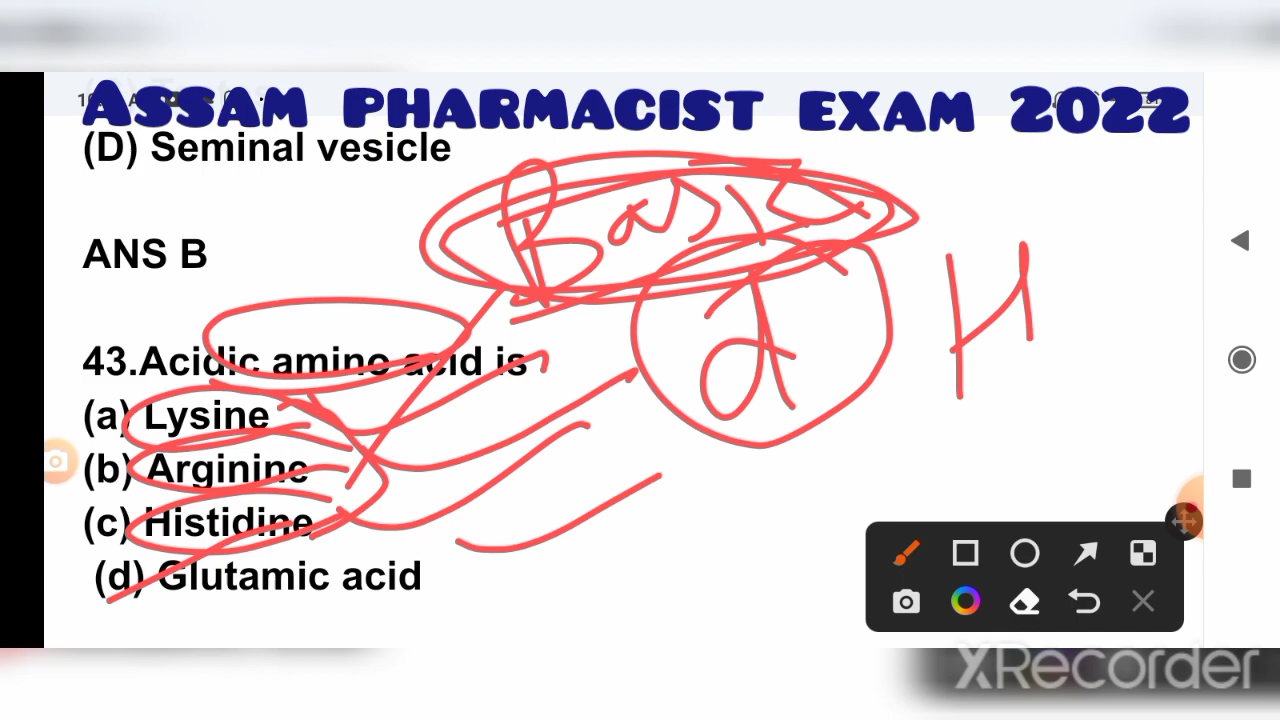 ASSAM PHARMACIST EXAM 2022
(D) Seminal vesicle
Basic
ANS B
H
43.Acidic amino acid is
(a) Lysine
(b) Arginine
(c) Histidine
(d) Glutamic acid
XRecorder